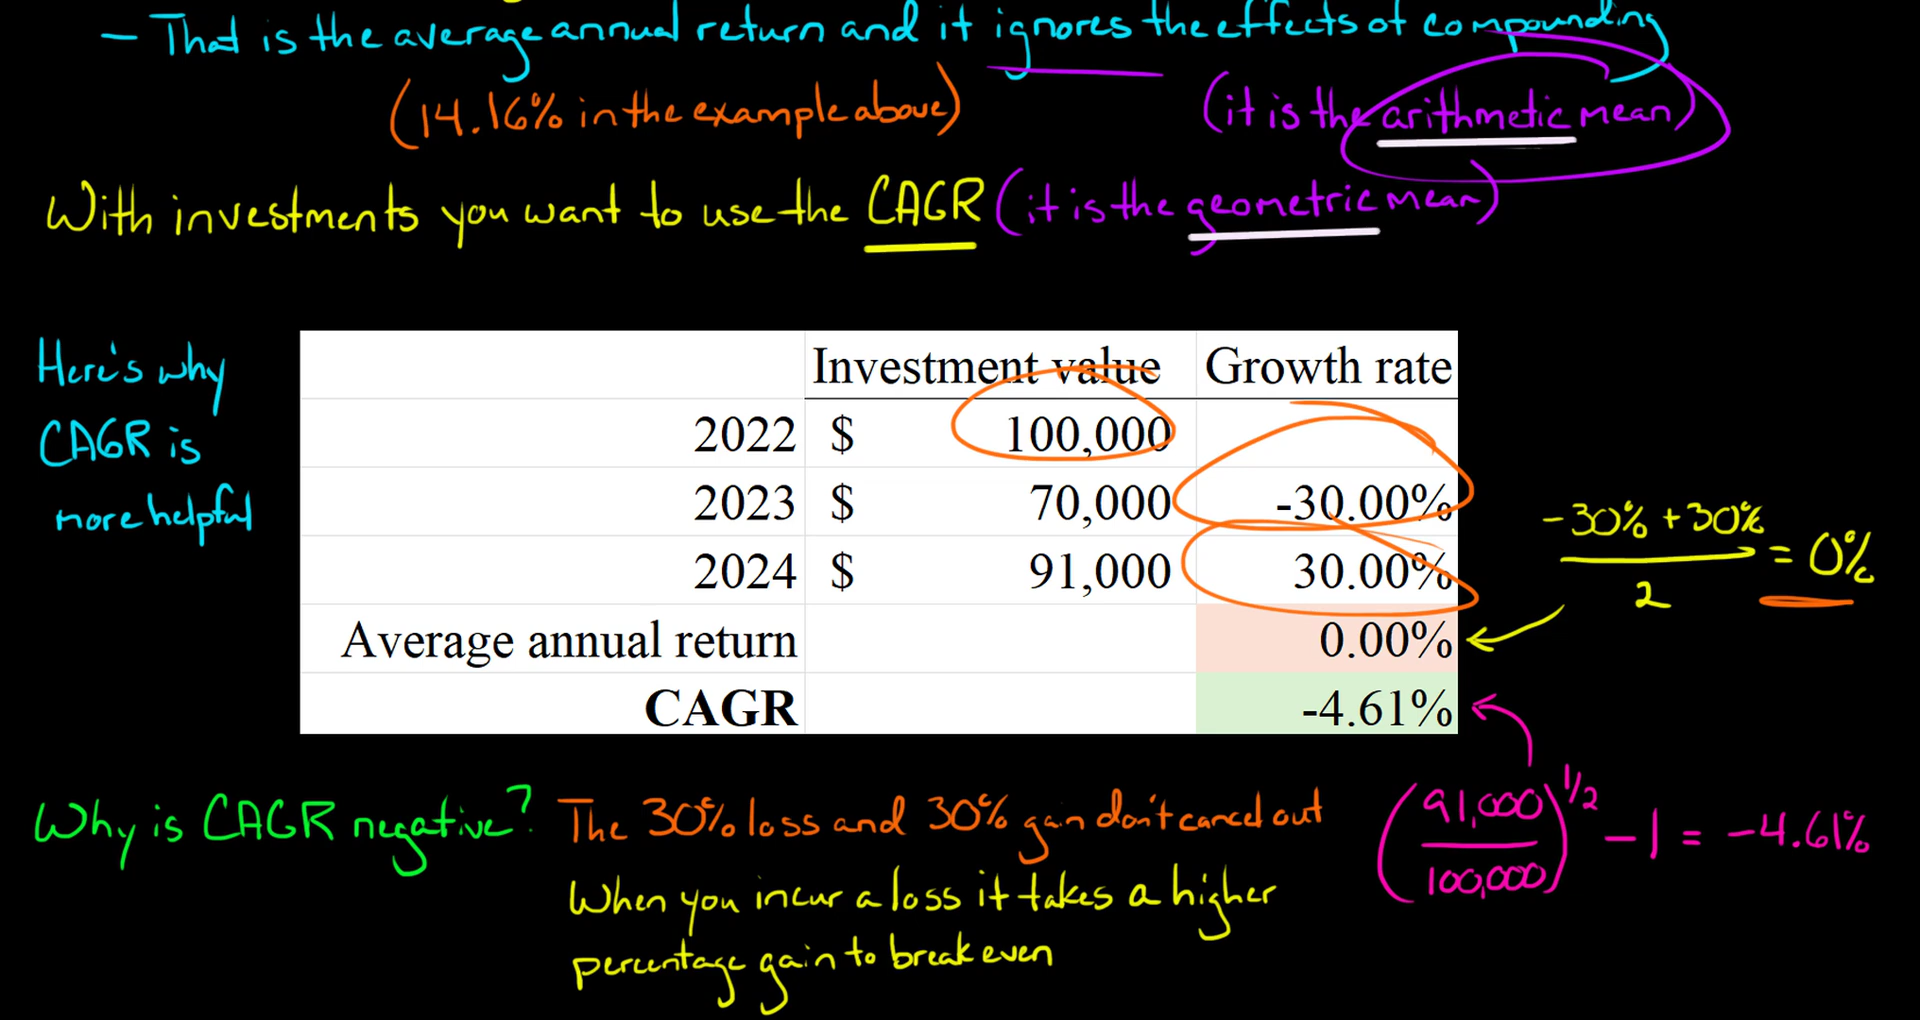 – That is the average annual return and it ignores the effects of compounding
(14.16% in the example above) (it is the arithmetic mean)
With investments you want to use the CAGR (it is the geometric mean)
Here's why
CAGR is
more helpful
Investment value Growth rate
2022 $ 100,000
2023 $ 70,000 -30.00%
2024 $ 91,000 30.00%
Average annual return 0.00%
CAGR -4.61%
-30% + 30%
2
= 0%
Why is CAGR negative? The 30% loss and 30% gain don't cancel out
When you incur a loss it takes a higher
percentage gain to break even
(91,000/100,000)^1/2 - 1 = -4.61%